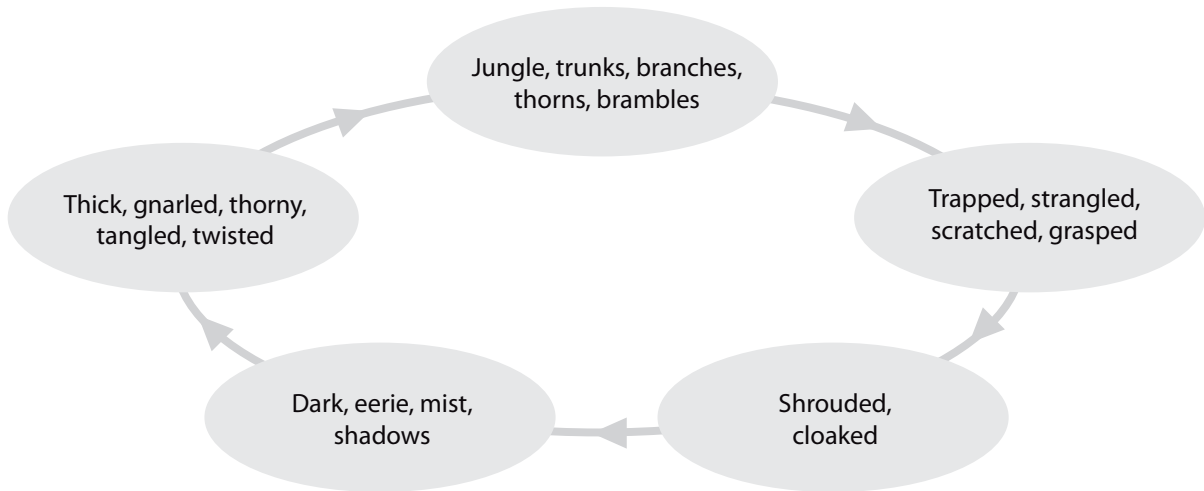 Jungle, trunks, branches,
thorns, brambles
Trapped, strangled,
scratched, grasped
Shrouded,
cloaked
Dark, eerie, mist,
shadows
Thick, gnarled, thorny,
tangled, twisted